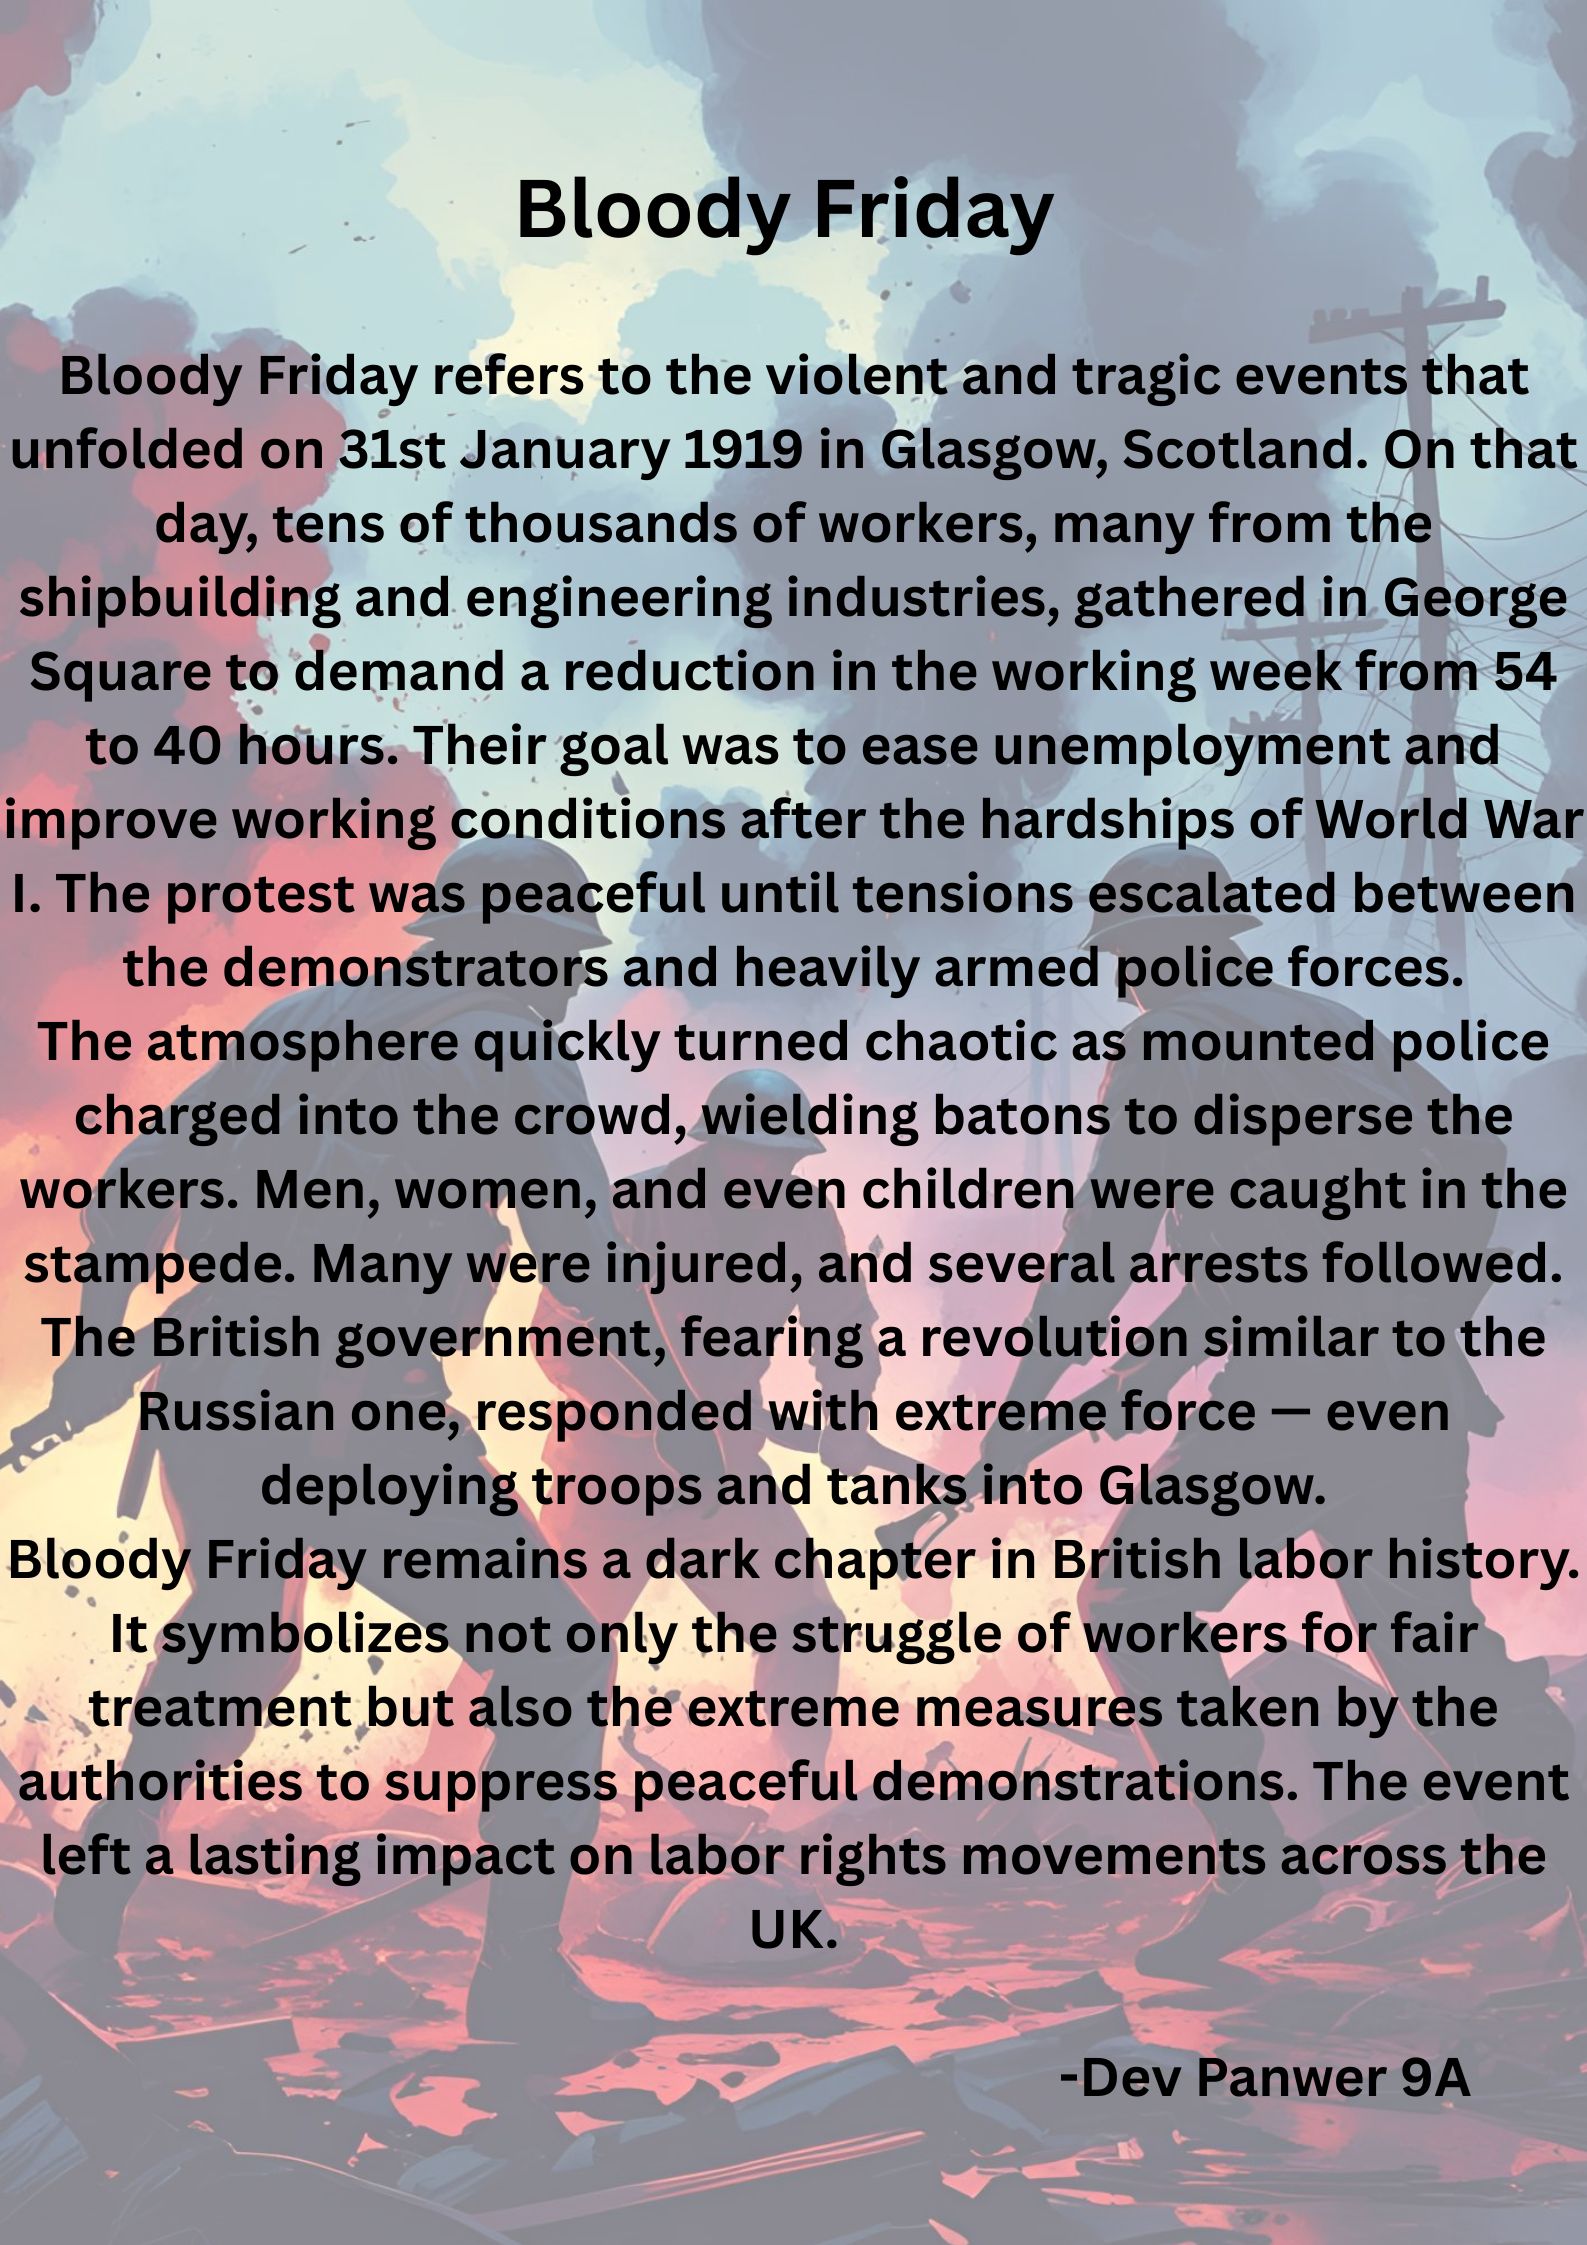 Bloody Friday
Bloody Friday refers to the violent and tragic events that
unfolded on 31st January 1919 in Glasgow, Scotland. On that
day, tens of thousands of workers, many from the
shipbuilding and engineering industries, gathered in George
Square to demand a reduction in the working week from 54
to 40 hours. Their goal was to ease unemployment and
improve working conditions after the hardships of World War
I. The protest was peaceful until tensions escalated between
the demonstrators and heavily armed police forces.
The atmosphere quickly turned chaotic as mounted police
charged into the crowd, wielding batons to disperse the
workers. Men, women, and even children were caught in the
stampede. Many were injured, and several arrests followed.
The British government, fearing a revolution similar to the
Russian one, responded with extreme force — even
deploying troops and tanks into Glasgow.
Bloody Friday remains a dark chapter in British labor history.
It symbolizes not only the struggle of workers for fair
treatment but also the extreme measures taken by the
authorities to suppress peaceful demonstrations. The event
left a lasting impact on labor rights movements across the
UK.
-Dev Panwer 9A